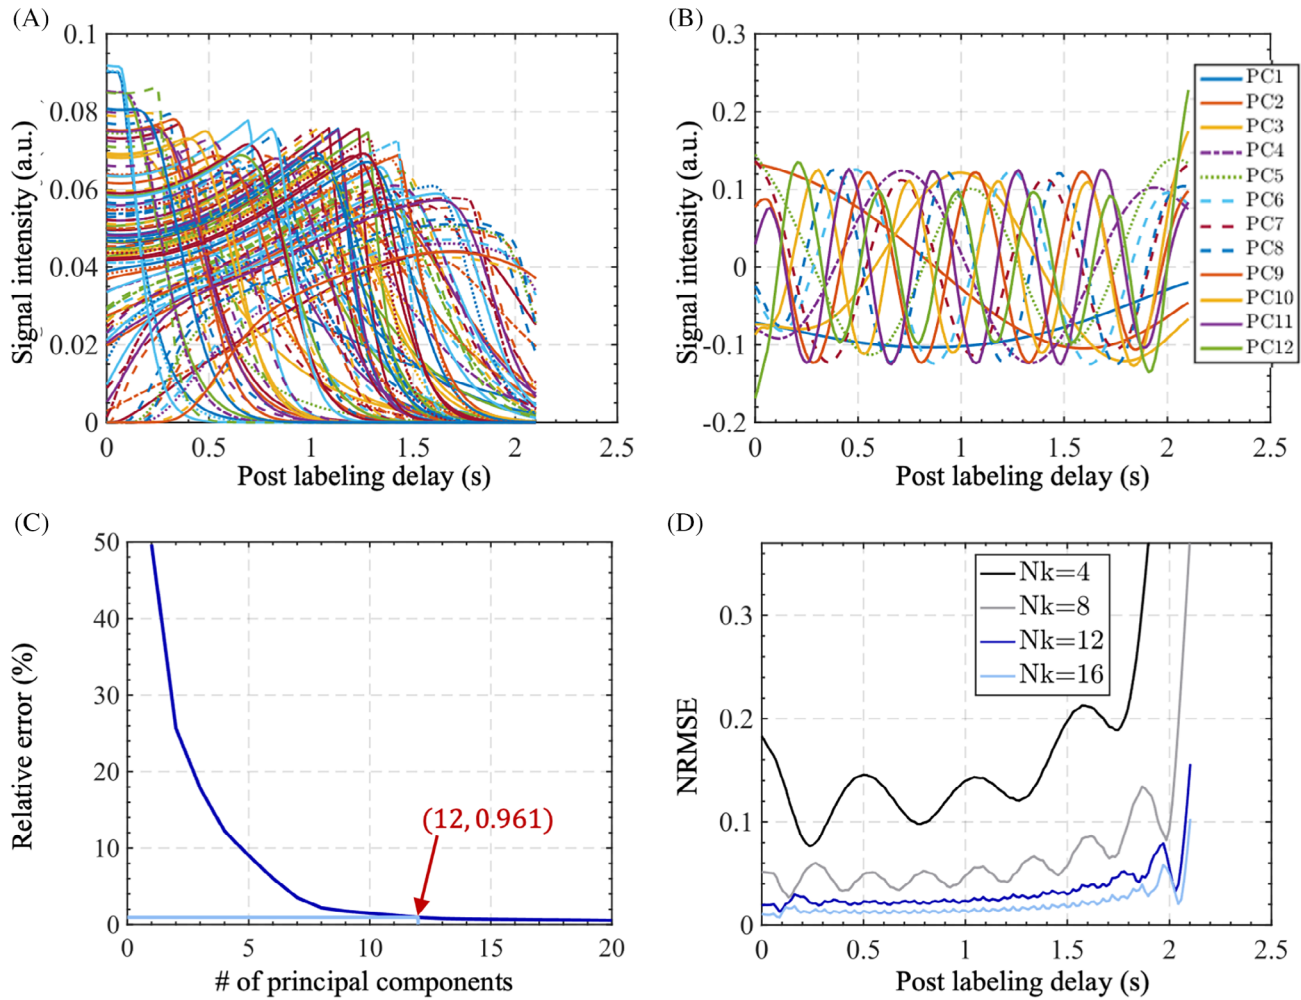 (A)
0.1
0.08
0.06
0.04
0.02
0
Signal intensity (a.u.)
0 0.5 1 1.5 2 2.5
Post labeling delay (s)
(B)
0.3
0.2
0.1
0
-0.1
-0.2
Signal intensity (a.u.)
0 0.5 1 1.5 2 2.5
Post labeling delay (s)
PC1
PC2
PC3
PC4
PC5
PC6
PC7
PC8
PC9
PC10
PC11
PC12
(C)
50
40
30
20
10
0
Relative error (%)
(12, 0.961)
0 5 10 15 20
# of principal components
(D)
0.3
0.2
0.1
0
NRMSE
Nk=4
Nk=8
Nk=12
Nk=16
0 0.5 1 1.5 2 2.5
Post labeling delay (s)